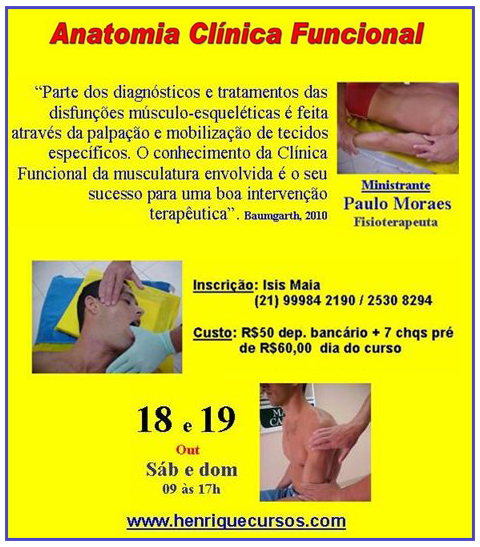 Anatomia Clínica Funcional
“Parte dos diagnósticos e tratamentos das
disfunções músculo-esqueléticas é feita
através da palpação e mobilização de tecidos
específicos. O conhecimento da Clínica
Funcional da musculatura envolvida é o seu
sucesso para uma boa intervenção
terapêutica”. Baumgarth, 2010
Ministrante
Paulo Moraes
Fisioterapeuta
Inscrição: Isis Maia
(21) 99984 2190 / 2530 8294
Custo: R$50 dep. bancário + 7 chqs pré
de R$60,00 dia do curso
18 e 19
Out
Sáb e dom
09 às 17h
www.henriquecursos.com